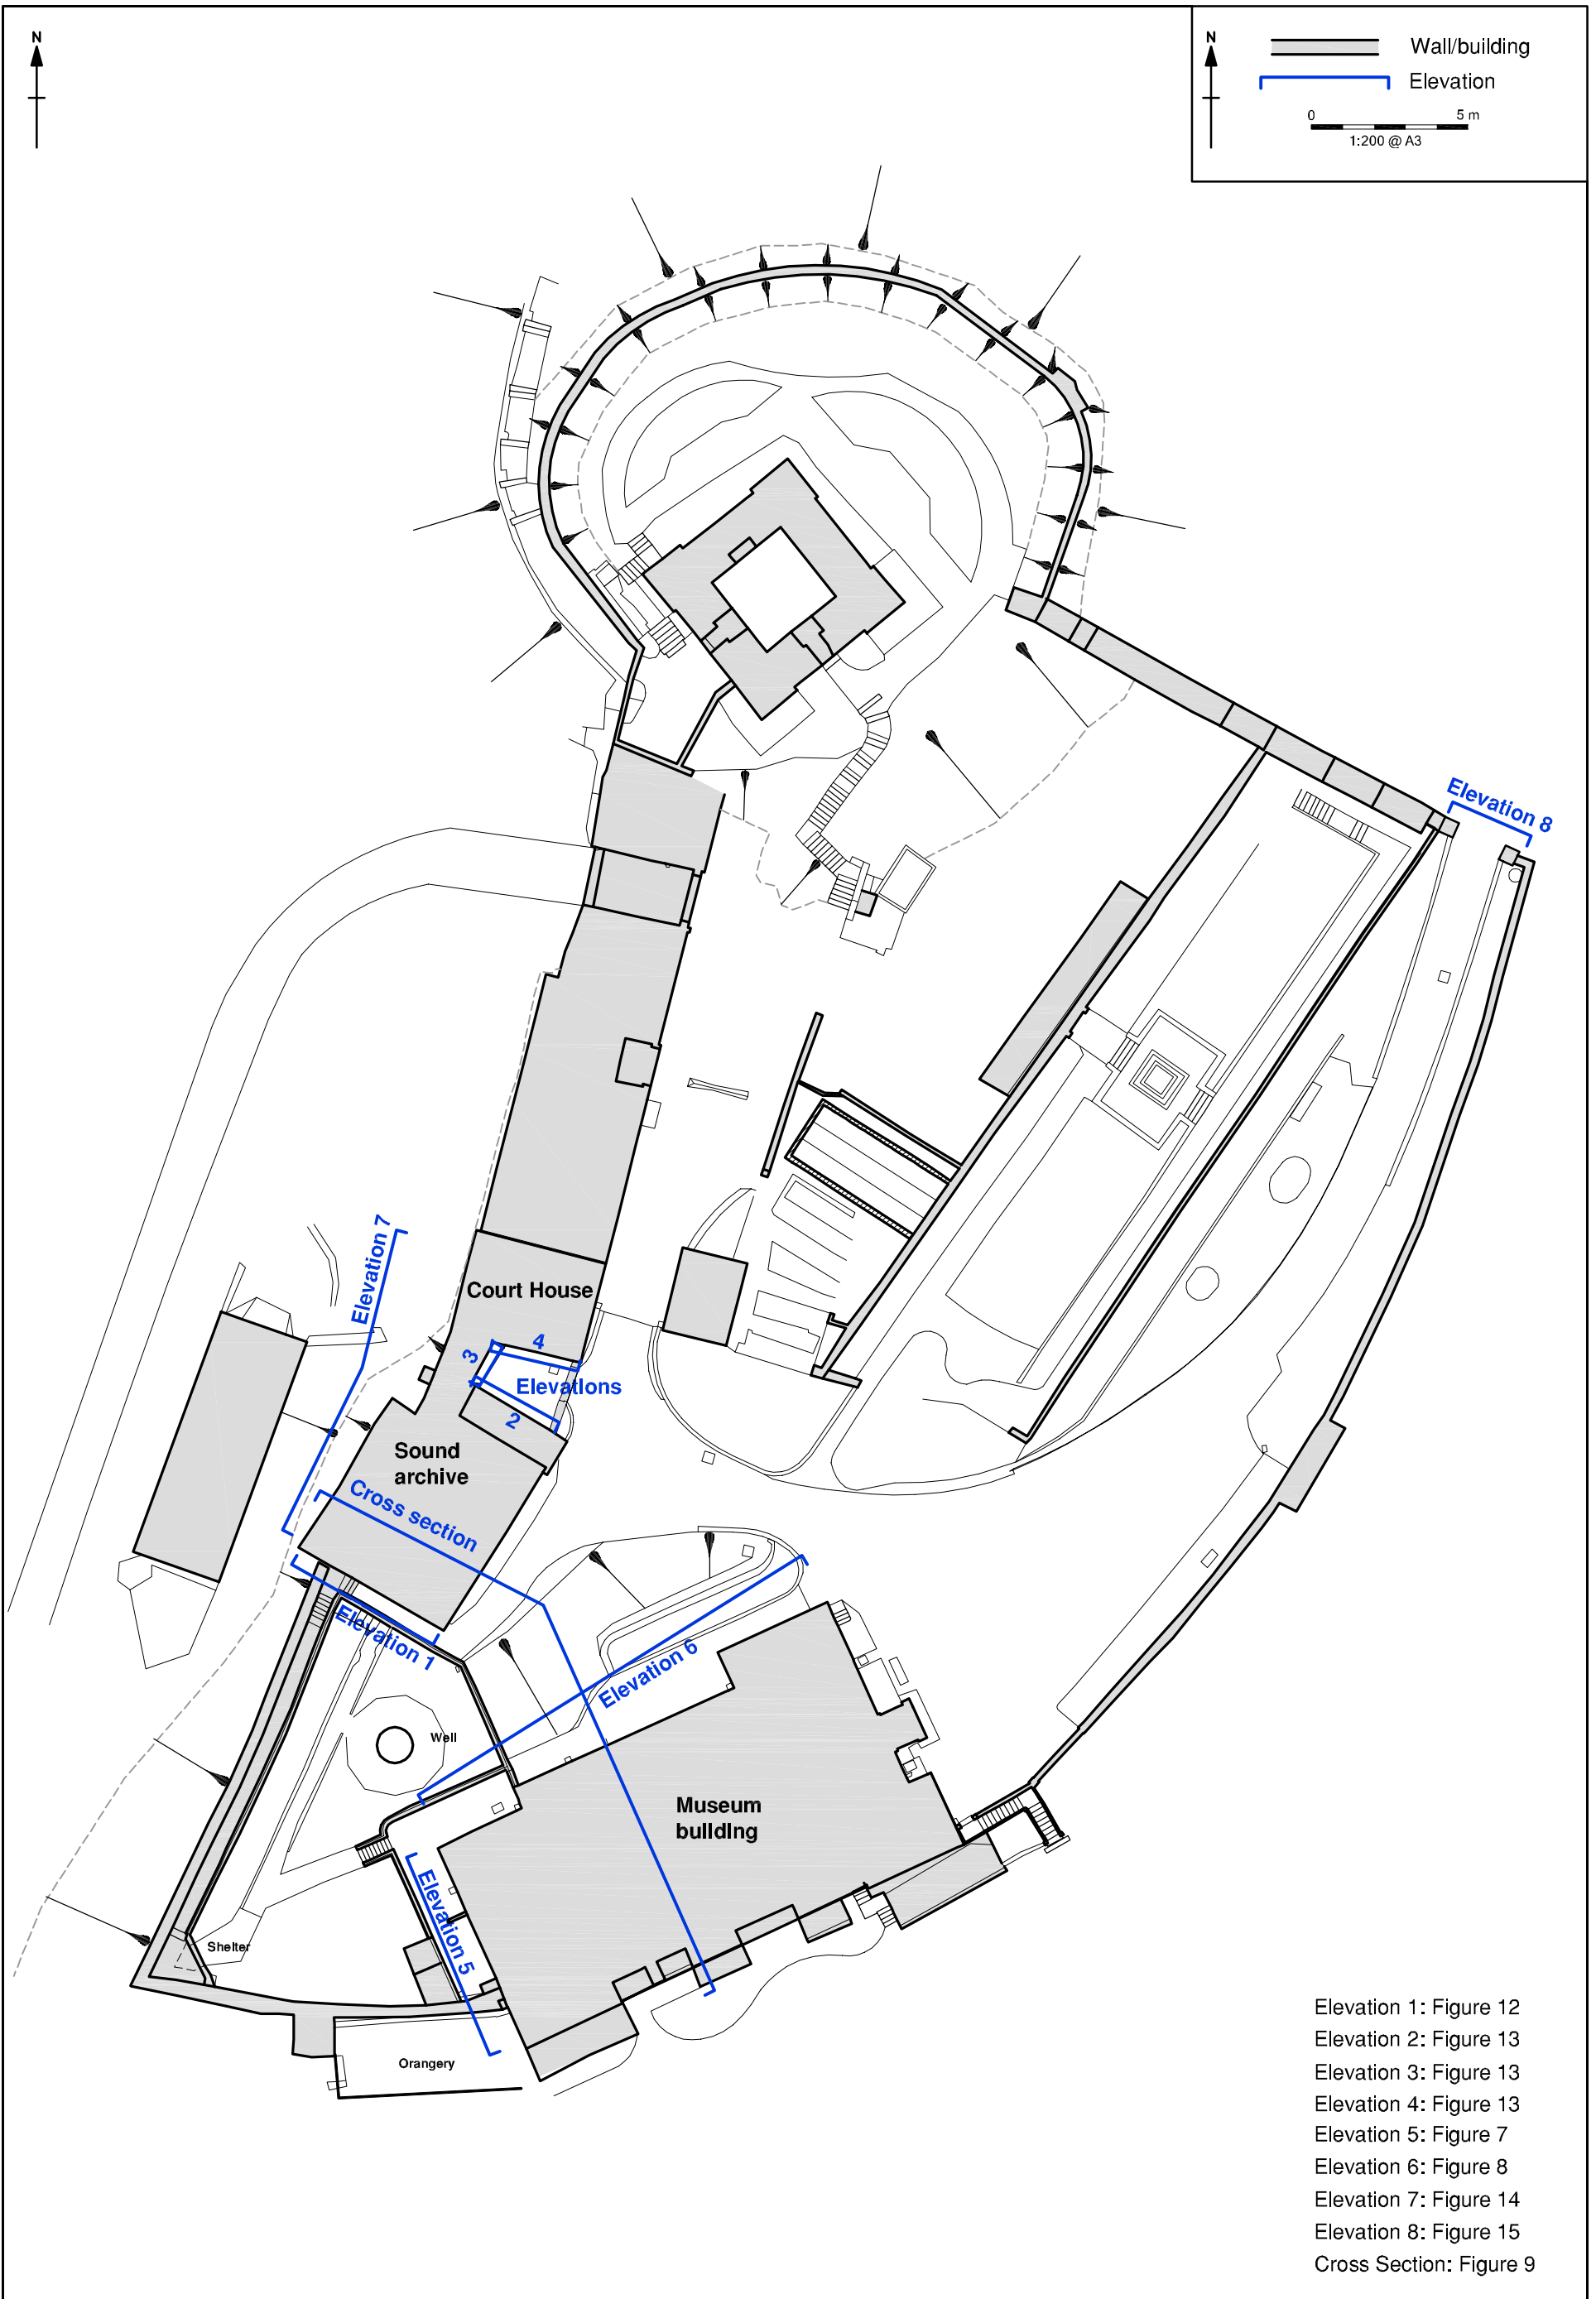 N
N
Wall/building
Elevation
0 5 m
1:200 @ A3
Elevation 8
Elevation 7
Court House
4
3
Elevations
2
Sound
archive
Cross section
Elevation 1
Elevation 6
Well
Museum
building
Elevation 5
Shelter
Orangery
Elevation 1: Figure 12
Elevation 2: Figure 13
Elevation 3: Figure 13
Elevation 4: Figure 13
Elevation 5: Figure 7
Elevation 6: Figure 8
Elevation 7: Figure 14
Elevation 8: Figure 15
Cross Section: Figure 9